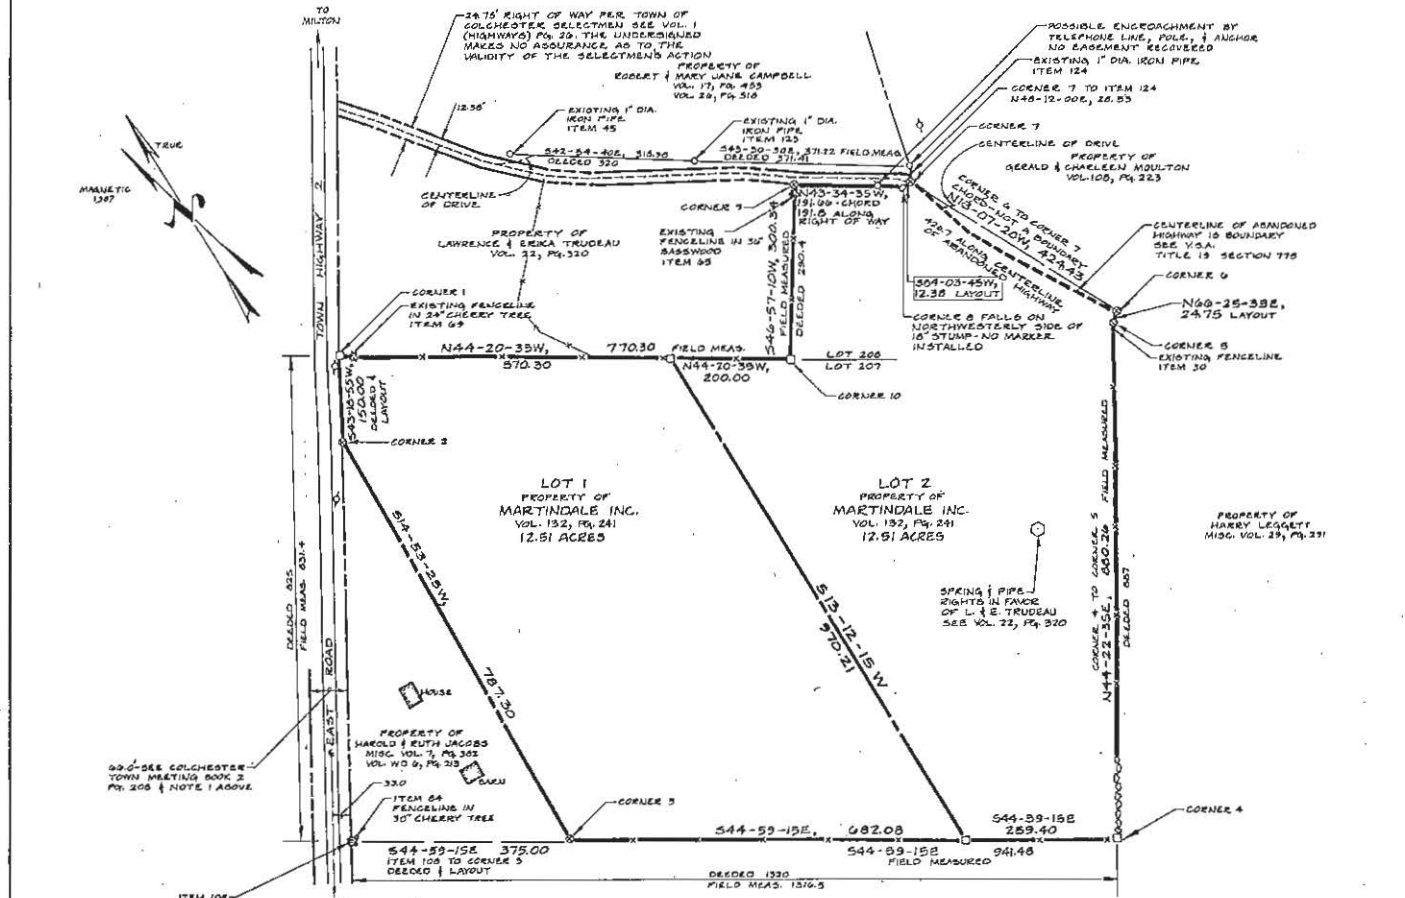 TO
MILTON
24.75' RIGHT OF WAY PER TOWN OF
COLCHESTER SELECTMEN SEE VOL. 1
(HIGHWAYS) PG. 26. THE UNDERSIGNED
MAKES NO ASSURANCE AS TO THE
VALIDITY OF THE SELECTMENS ACTION
PROPERTY OF
ROBERT & MARY JANE CAMPBELL
VOL. 17, PG. 453
VOL. 26, PG. 516
POSSIBLE ENCROACHMENT BY
TELEPHONE LINE, POLE, & ANCHOR
NO EASEMENT RECOVERED
EXISTING 1" DIA. IRON PIPE
ITEM 124
CORNER 7 TO ITEM 124
N48-12-00E, 28.53
CORNER 7
CENTERLINE OF DRIVE
PROPERTY OF
GERALD & CHARLEEN MOULTON
VOL. 108, PG. 223
12.38'
EXISTING 1" DIA.
IRON PIPE
ITEM 45
EXISTING 1" DIA.
IRON PIPE
ITEM 123
S42-54-40E, 315.90
DEEDED 320
S43-50-30E, 371.22 FIELD MEAS.
DEEDED 371.41
TRUE
MAGNETIC
1987
CENTERLINE
OF DRIVE
PROPERTY OF
LAWRENCE & ERIKA TRUDEAU
VOL. 22, PG. 320
CORNER 9
EXISTING
FENCELINE IN 36"
BASSWOOD
ITEM 65
N43-34-35W,
191.66 - CHORD
191.8 ALONG
RIGHT OF WAY
CORNER 6 TO CORNER 7
CHORD-NOT A BOUNDARY
N13-07-20W, 424.43
428.7 ALONG CENTERLINE
OF ABANDONED HIGHWAY
CENTERLINE OF ABANDONED
HIGHWAY IS BOUNDARY
SEE V.S.A.
TITLE 19 SECTION 775
CORNER 6
N66-25-35E,
24.75 LAYOUT
CORNER 5
EXISTING FENCELINE
ITEM 30
S64-03-45W,
12.38 LAYOUT
CORNER 8 FALLS ON
NORTHWESTERLY SIDE OF
18" STUMP-NO MARKER
INSTALLED
S46-57-10W, 300.34
FIELD MEASURED
DEEDED 290.4
TOWN HIGHWAY 2
CORNER 1
EXISTING FENCELINE
IN 24" CHERRY TREE
ITEM 69
N44-20-35W, 770.30 FIELD MEAS.
570.30
N44-20-35W,
200.00
LOT 206
LOT 207
CORNER 10
S43-18-55W,
150.00
DEEDED &
LAYOUT
CORNER 2
DEEDED 825
FIELD MEAS. 831.4
S14-53-25W, 787.30
LOT 1
PROPERTY OF
MARTINDALE INC.
VOL. 132, PG. 241
12.51 ACRES
LOT 2
PROPERTY OF
MARTINDALE INC.
VOL. 132, PG. 241
12.51 ACRES
PROPERTY OF
HARRY LEGGETT
MISC. VOL. 29, PG. 291
SPRING & PIPE
RIGHTS IN FAVOR
OF L. & E. TRUDEAU
SEE VOL. 22, PG. 320
S13-12-15W
970.21
CORNER 4 TO CORNER 5 FIELD MEASURED
N44-22-35E, 880.26
DEEDED 887
EAST ROAD
HOUSE
PROPERTY OF
HAROLD & RUTH JACOBS
MISC. VOL. 7, PG. 382
VOL. WD 6, PG. 213
BARN
TOWN MEETING BOOK 2
PG. 205 & NOTE 1 ABOVE
33.0
ITEM 64
FENCELINE IN
30" CHERRY TREE
CORNER 3
CORNER 4
S44-59-15E, 682.08
S44-59-15E
259.40
S44-59-15E 375.00
ITEM 108 TO CORNER 3
DEEDED & LAYOUT
S44-59-15E 941.48
FIELD MEASURED
DEEDED 1320
FIELD MEAS. 1316.5